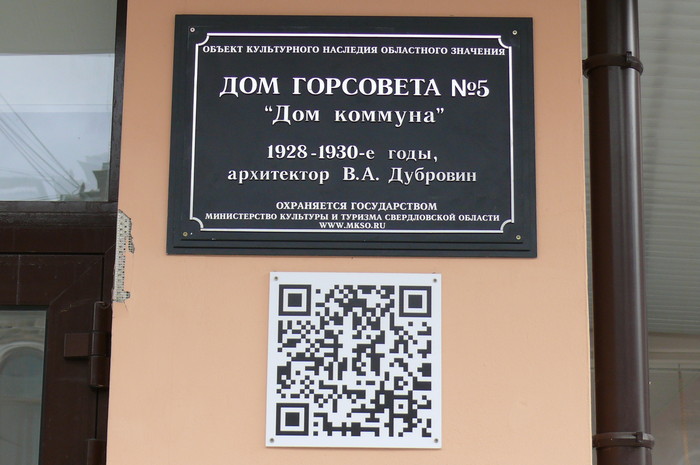 ОБЪЕКТ КУЛЬТУРНОГО НАСЛЕДИЯ ОБЛАСТНОГО ЗНАЧЕНИЯ
ДОМ ГОРСОВЕТА №5
“Дом коммуна”
1928-1930-е годы,
архитектор В.А. Дубровин
ОХРАНЯЕТСЯ ГОСУДАРСТВОМ
МИНИСТЕРСТВО КУЛЬТУРЫ И ТУРИЗМА СВЕРДЛОВСКОЙ ОБЛАСТИ
WWW.MKSO.RU